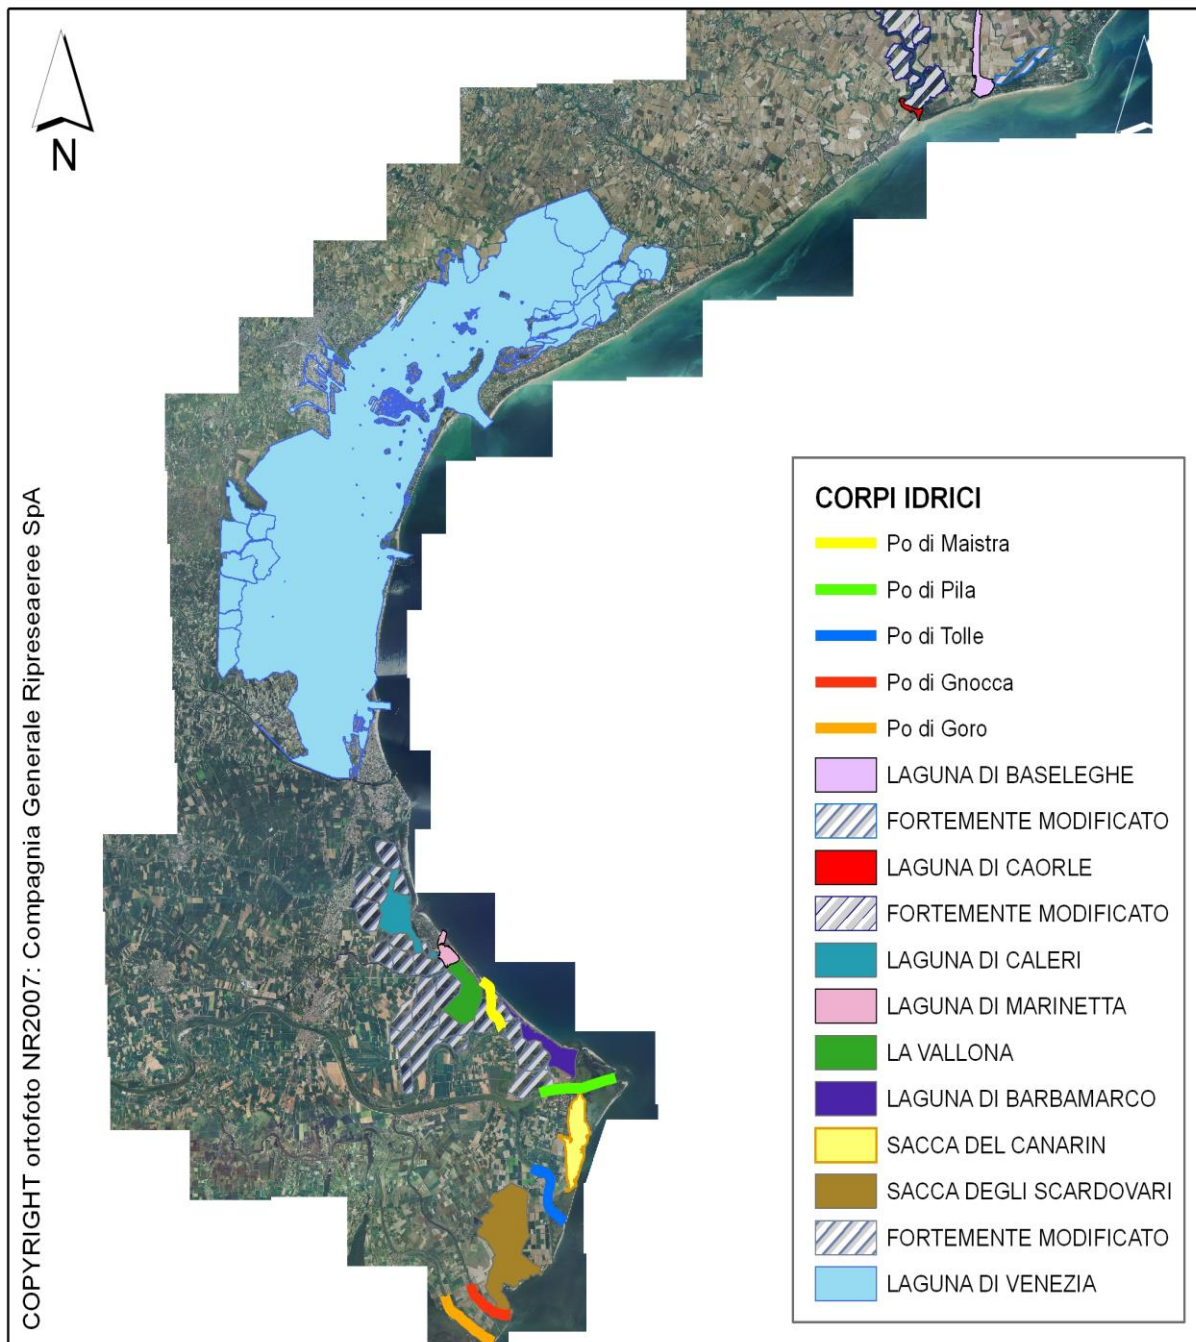 N
COPYRIGHT ortofoto NR2007: Compagnia Generale Ripreseaeree SpA
CORPI IDRICI
Po di Maistra
Po di Pila
Po di Tolle
Po di Gnocca
Po di Goro
LAGUNA DI BASELEGHE
FORTEMENTE MODIFICATO
LAGUNA DI CAORLE
FORTEMENTE MODIFICATO
LAGUNA DI CALERI
LAGUNA DI MARINETTA
LA VALLONA
LAGUNA DI BARBAMARCO
SACCA DEL CANARIN
SACCA DEGLI SCARDOVARI
FORTEMENTE MODIFICATO
LAGUNA DI VENEZIA